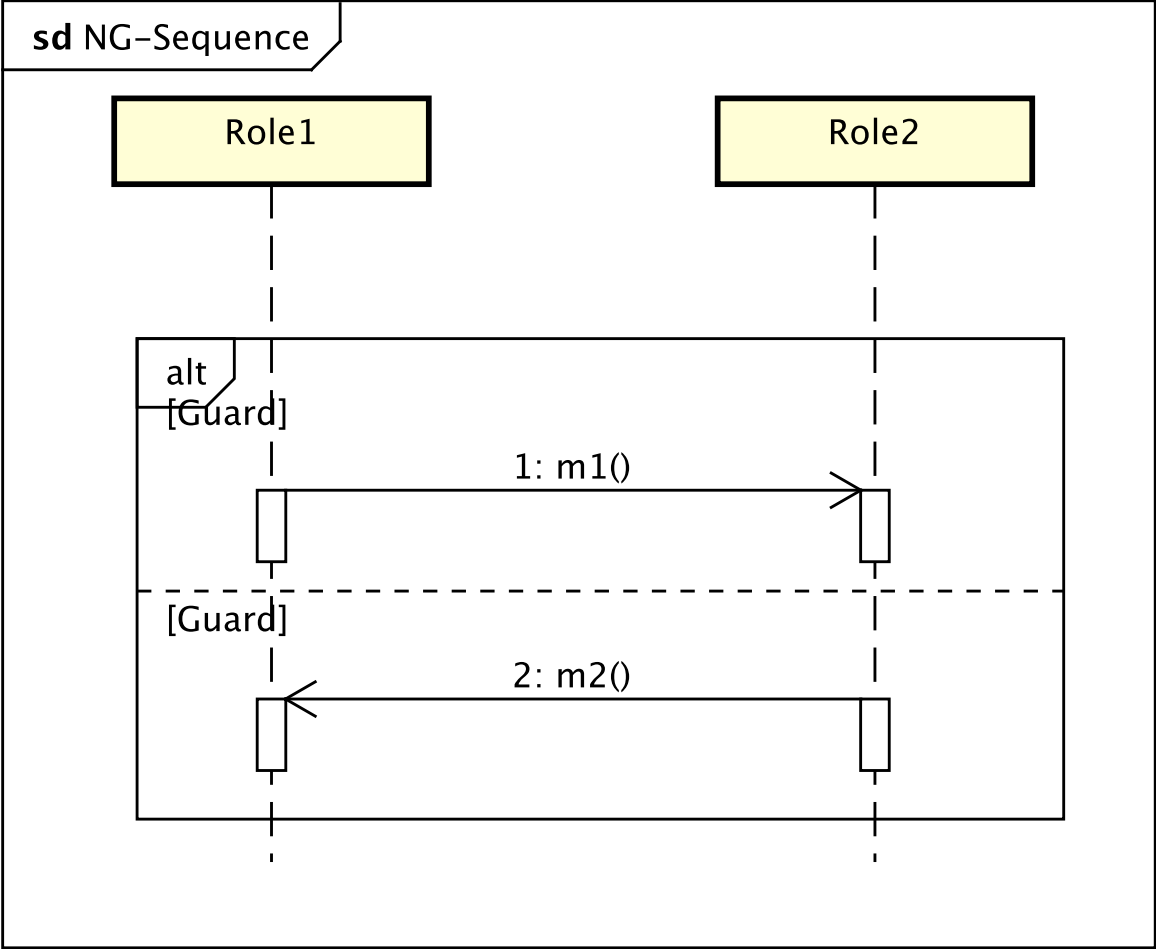 sd NG–Sequence
Role1
Role2
alt
[Guard]
1: m1()
[Guard]
2: m2()